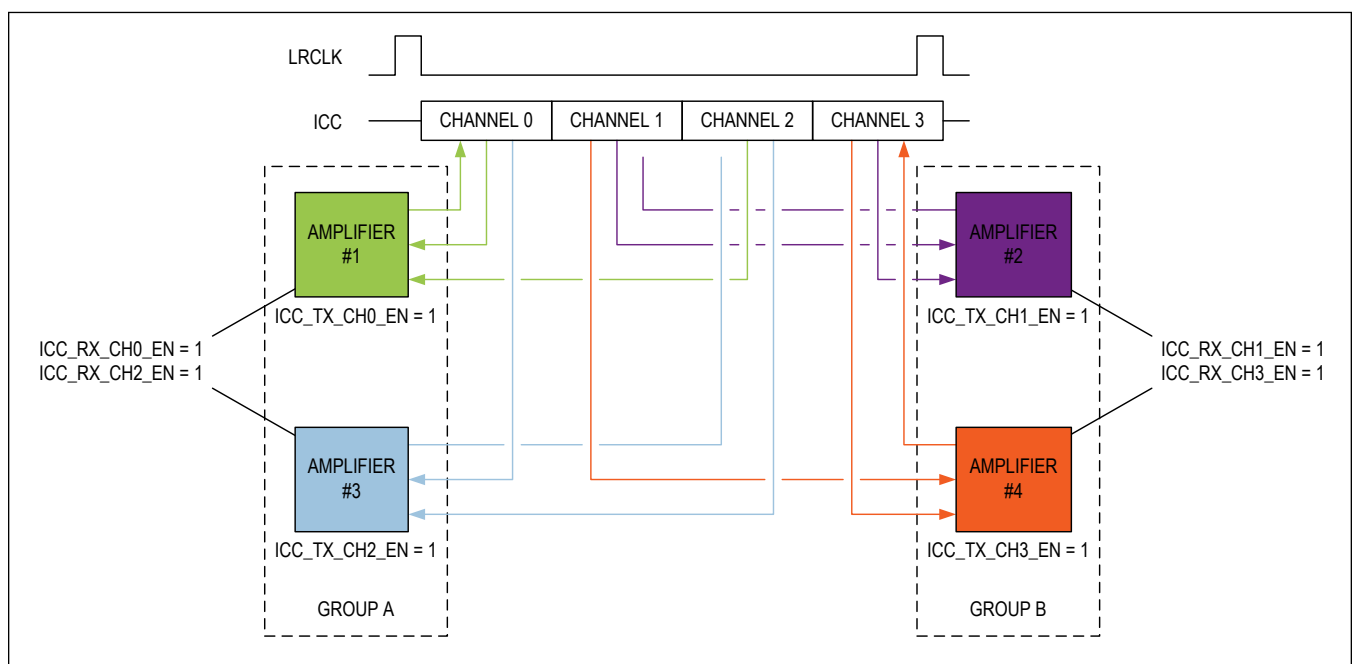 LRCLK
ICC
CHANNEL 0
CHANNEL 1
CHANNEL 2
CHANNEL 3
AMPLIFIER
#1
ICC_TX_CH0_EN = 1
AMPLIFIER
#2
ICC_TX_CH1_EN = 1
ICC_RX_CH0_EN = 1
ICC_RX_CH2_EN = 1
ICC_RX_CH1_EN = 1
ICC_RX_CH3_EN = 1
AMPLIFIER
#3
ICC_TX_CH2_EN = 1
AMPLIFIER
#4
ICC_TX_CH3_EN = 1
GROUP A
GROUP B